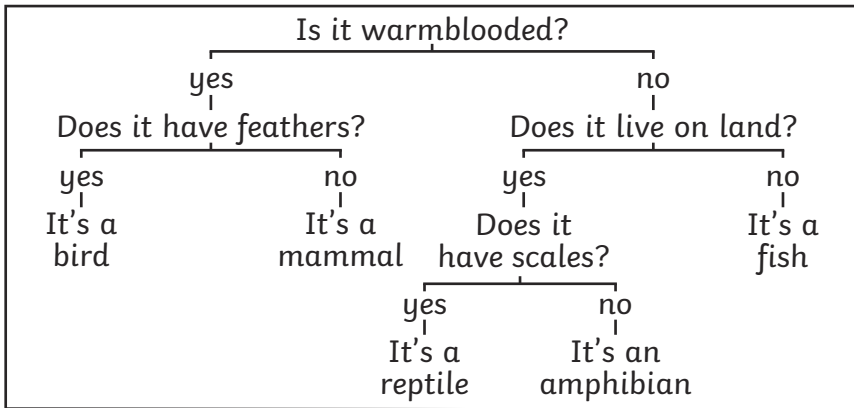 Is it warmblooded?
yes
no
Does it have feathers?
Does it live on land?
yes
no
yes
no
It's a
bird
It's a
mammal
Does it
have scales?
It's a
fish
yes
no
It's a
reptile
It's an
amphibian